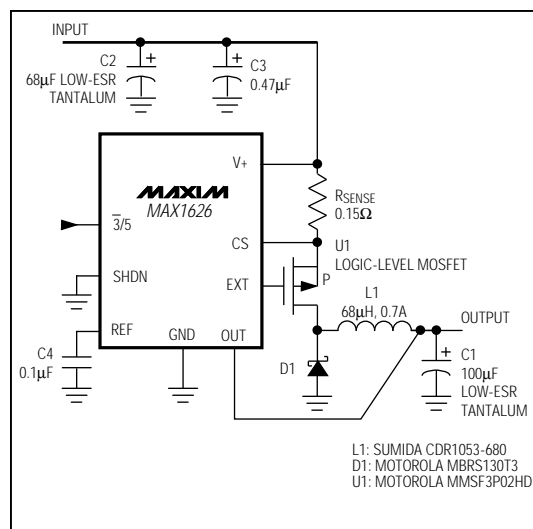 INPUT
C2
68µF LOW-ESR
TANTALUM
+
C3
0.47µF
+
V+
MAXIM
MAX1626
RSENSE
0.15Ω
3̅/5
CS
U1
LOGIC-LEVEL MOSFET
SHDN
EXT
P
L1
68µH, 0.7A
OUTPUT
REF
GND
OUT
C4
0.1µF
D1
+
C1
100µF
LOW-ESR
TANTALUM
L1: SUMIDA CDR1053-680
D1: MOTOROLA MBRS130T3
U1: MOTOROLA MMSF3P02HD